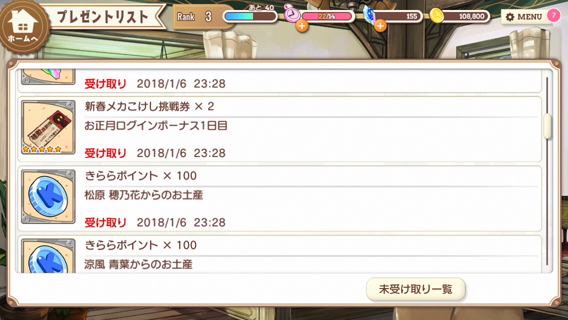 プレゼントリスト
ホームへ
Rank 3
あと 40
22/14
155
108,800
MENU
?
受け取り 2018/1/6 23:28
新春メカこけし挑戦券 × 2
お正月ログインボーナス1日目
受け取り 2018/1/6 23:28
きららポイント × 100
松原 穂乃花からのお土産
受け取り 2018/1/6 23:28
きららポイント × 100
涼風 青葉からのお土産
未受け取り一覧